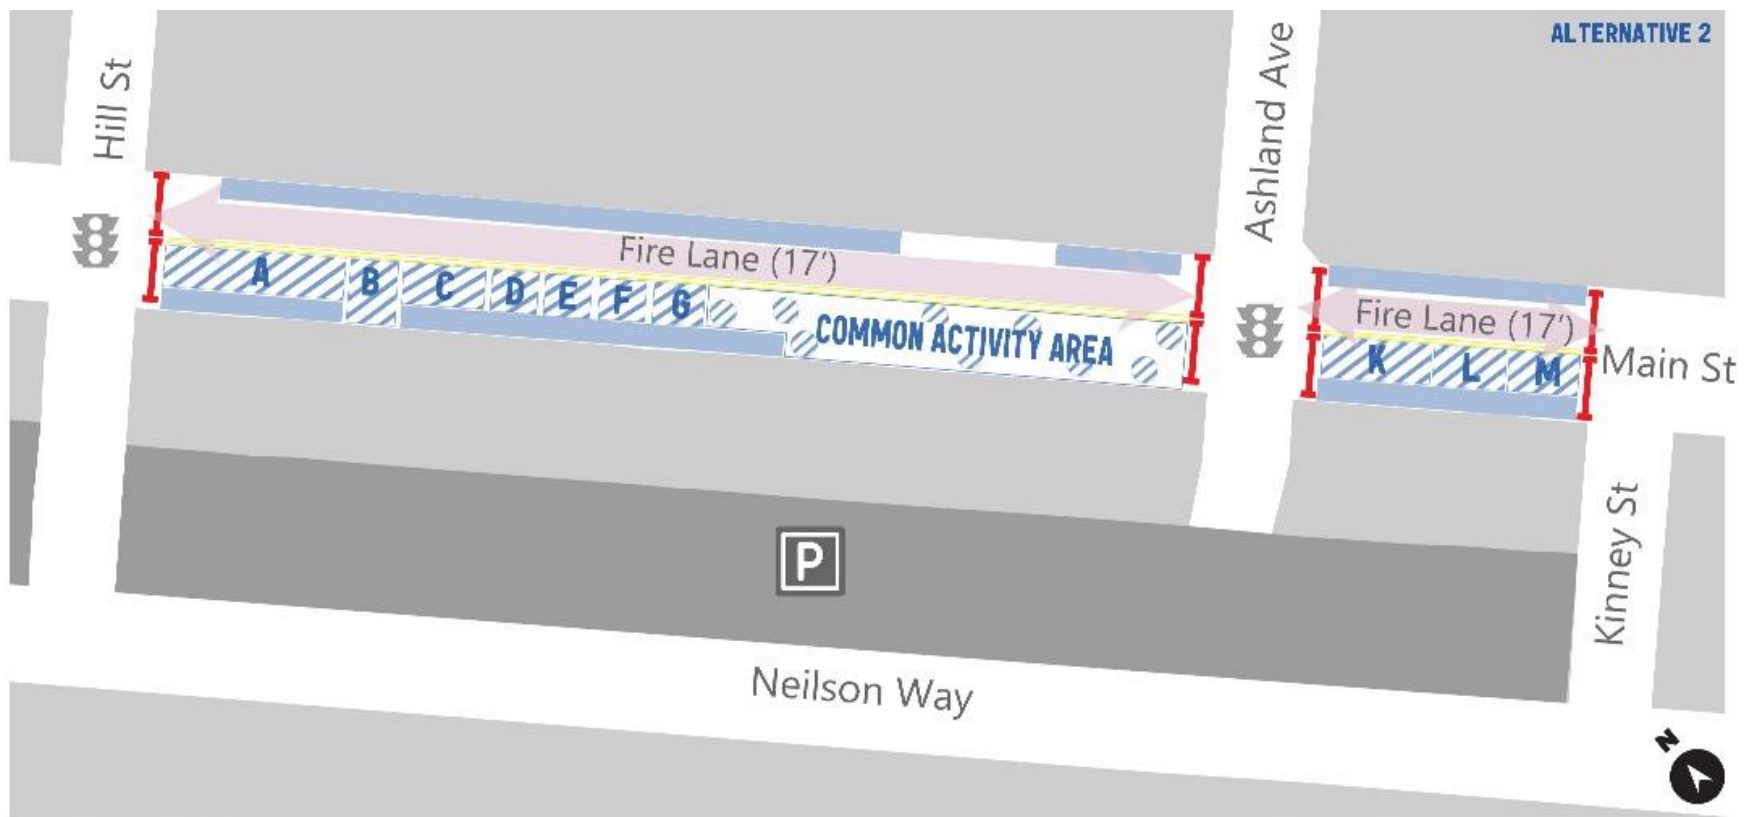 ALTERNATIVE 2
Hill St
Ashland Ave
Fire Lane (17')
A
B
C
D
E
F
G
COMMON ACTIVITY AREA
Fire Lane (17')
K
L
M
Main St
P
Kinney St
Neilson Way
N